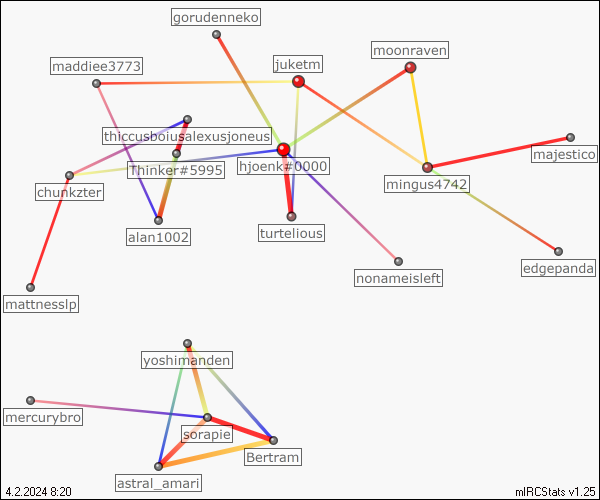 gorudenneko
moonraven
maddiee3773
juketm
thiccusboiusalexusjoneus
majestico
Thinker#5995
hjoenk#0000
chunkzter
mingus4742
alan1002
turtelious
edgepanda
nonameisleft
mattnesslp
yoshimanden
mercurybro
sorapie
Bertram
astral_amari
4.2.2024 8:20
mIRCStats v1.25